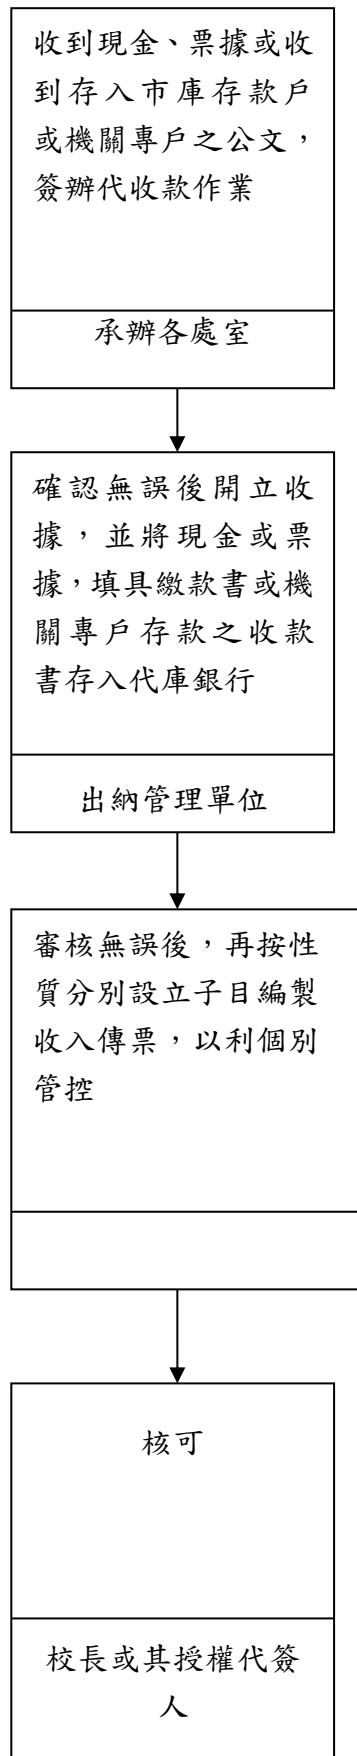 收到現金、票據或收
到存入市庫存款戶
或機關專戶之公文，
簽辦代收款作業
承辦各處室
確認無誤後開立收
據，並將現金或票
據，填具繳款書或機
關專戶存款之收款
書存入代庫銀行
出納管理單位
審核無誤後，再按性
質分別設立子目編製
收入傳票，以利個別
管控
核可
校長或其授權代簽
人